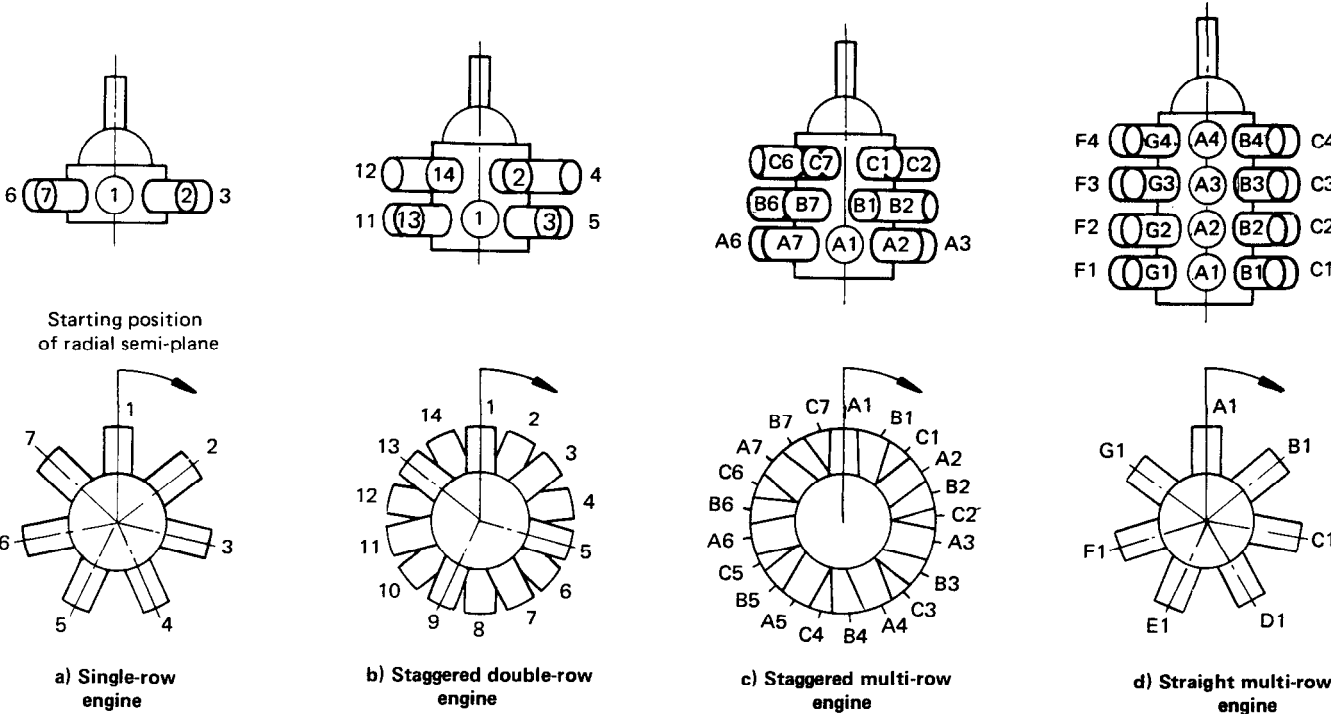 6 7 1 2 3
12 14 2 4
11 13 1 3 5
C6 C7 C1 C2
B6 B7 B1 B2
A6 A7 A1 A2 A3
F4 G4 A4 B4 C4
F3 G3 A3 B3 C3
F2 G2 A2 B2 C2
F1 G1 A1 B1 C1
Starting position
of radial semi-plane
1
2
3
4
5
6
7
1
2
3
4
5
6
7
8
9
10
11
12
13
14
A1
B1
C1
A2
B2
C2
A3
B3
C3
A4
B4
C4
A5
B5
C5
A6
B6
C6
A7
B7
C7
A1
B1
C1
D1
E1
F1
G1
a) Single-row
engine
b) Staggered double-row
engine
c) Staggered multi-row
engine
d) Straight multi-row
engine